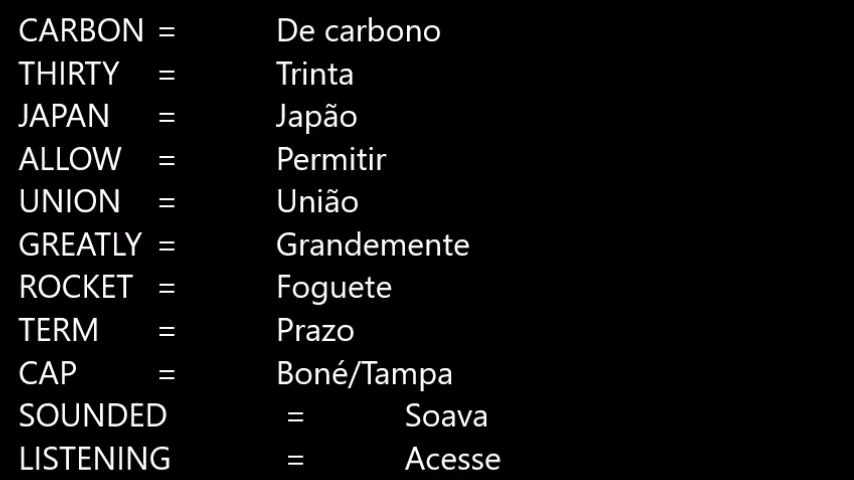 CARBON = De carbono
THIRTY = Trinta
JAPAN = Japão
ALLOW = Permitir
UNION = União
GREATLY = Grandemente
ROCKET = Foguete
TERM = Prazo
CAP = Boné/Tampa
SOUNDED = Soava
LISTENING = Acesse